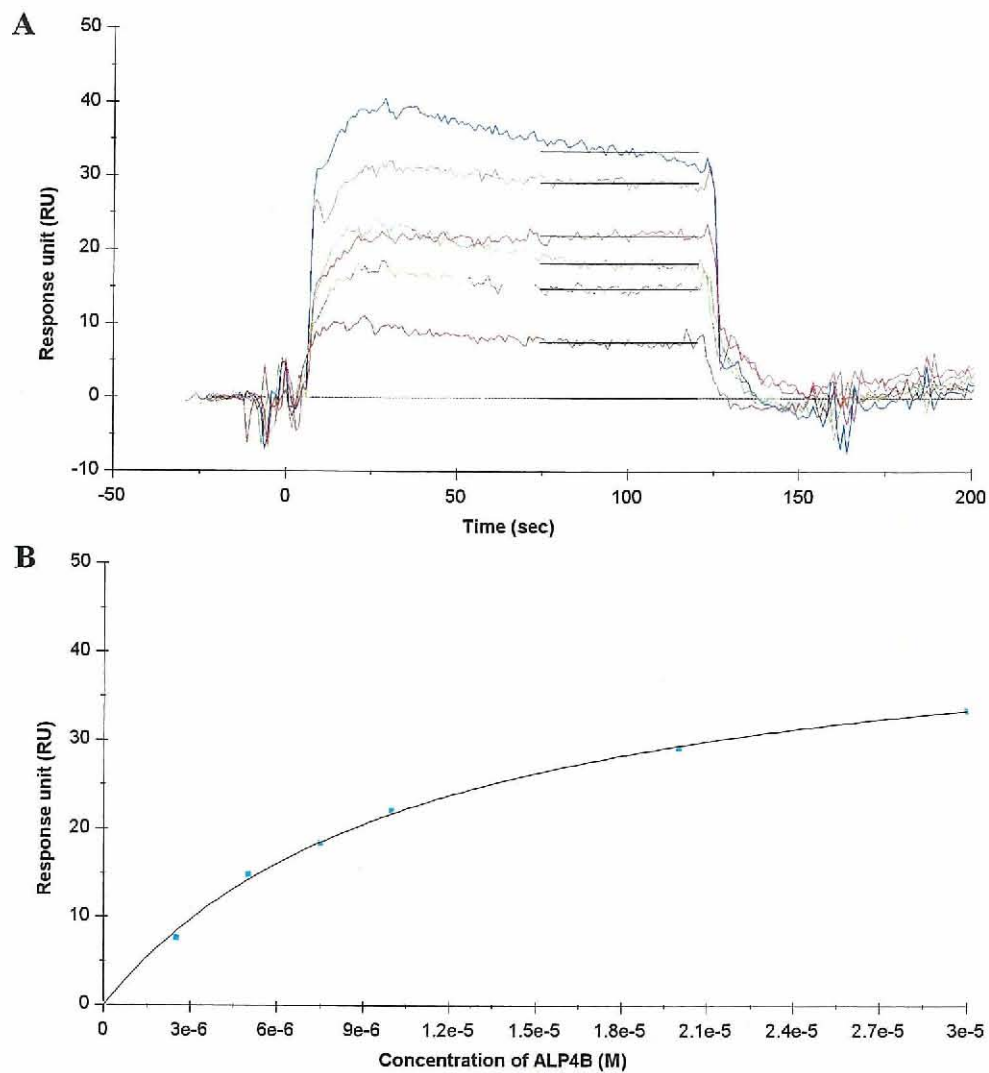 A
50
40
30
20
10
0
-10
Response unit (RU)
-50 0 50 100 150 200
Time (sec)
B
50
40
30
20
10
0
Response unit (RU)
0 3e-6 6e-6 9e-6 1.2e-5 1.5e-5 1.8e-5 2.1e-5 2.4e-5 2.7e-5 3e-5
Concentration of ALP4B (M)